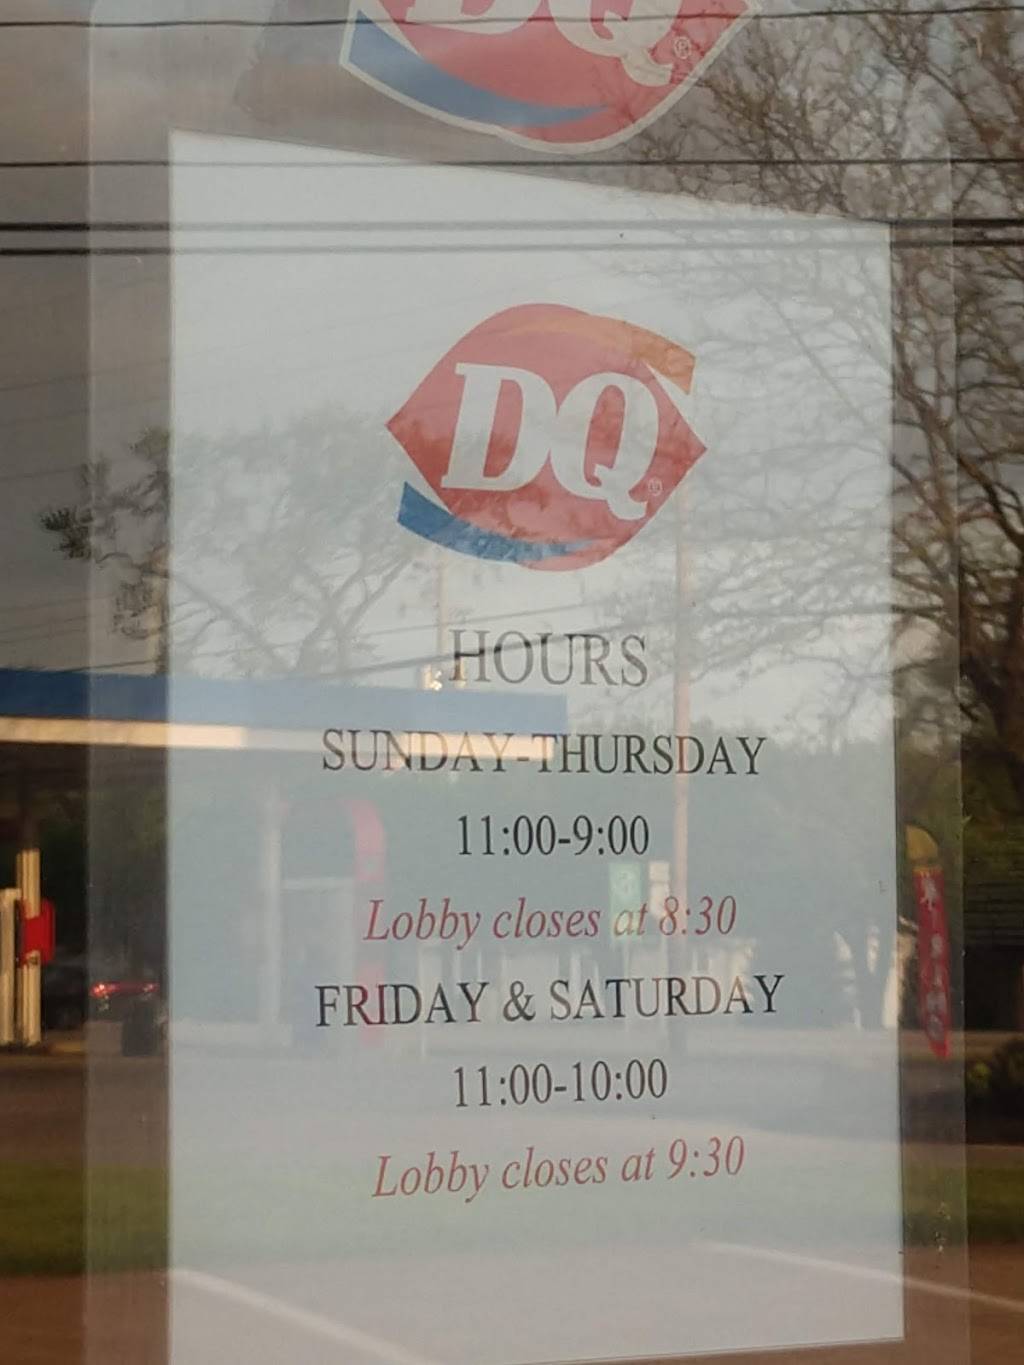 DQ
DQ
HOURS
SUNDAY-THURSDAY
11:00-9:00
Lobby closes at 8:30
FRIDAY & SATURDAY
11:00-10:00
Lobby closes at 9:30